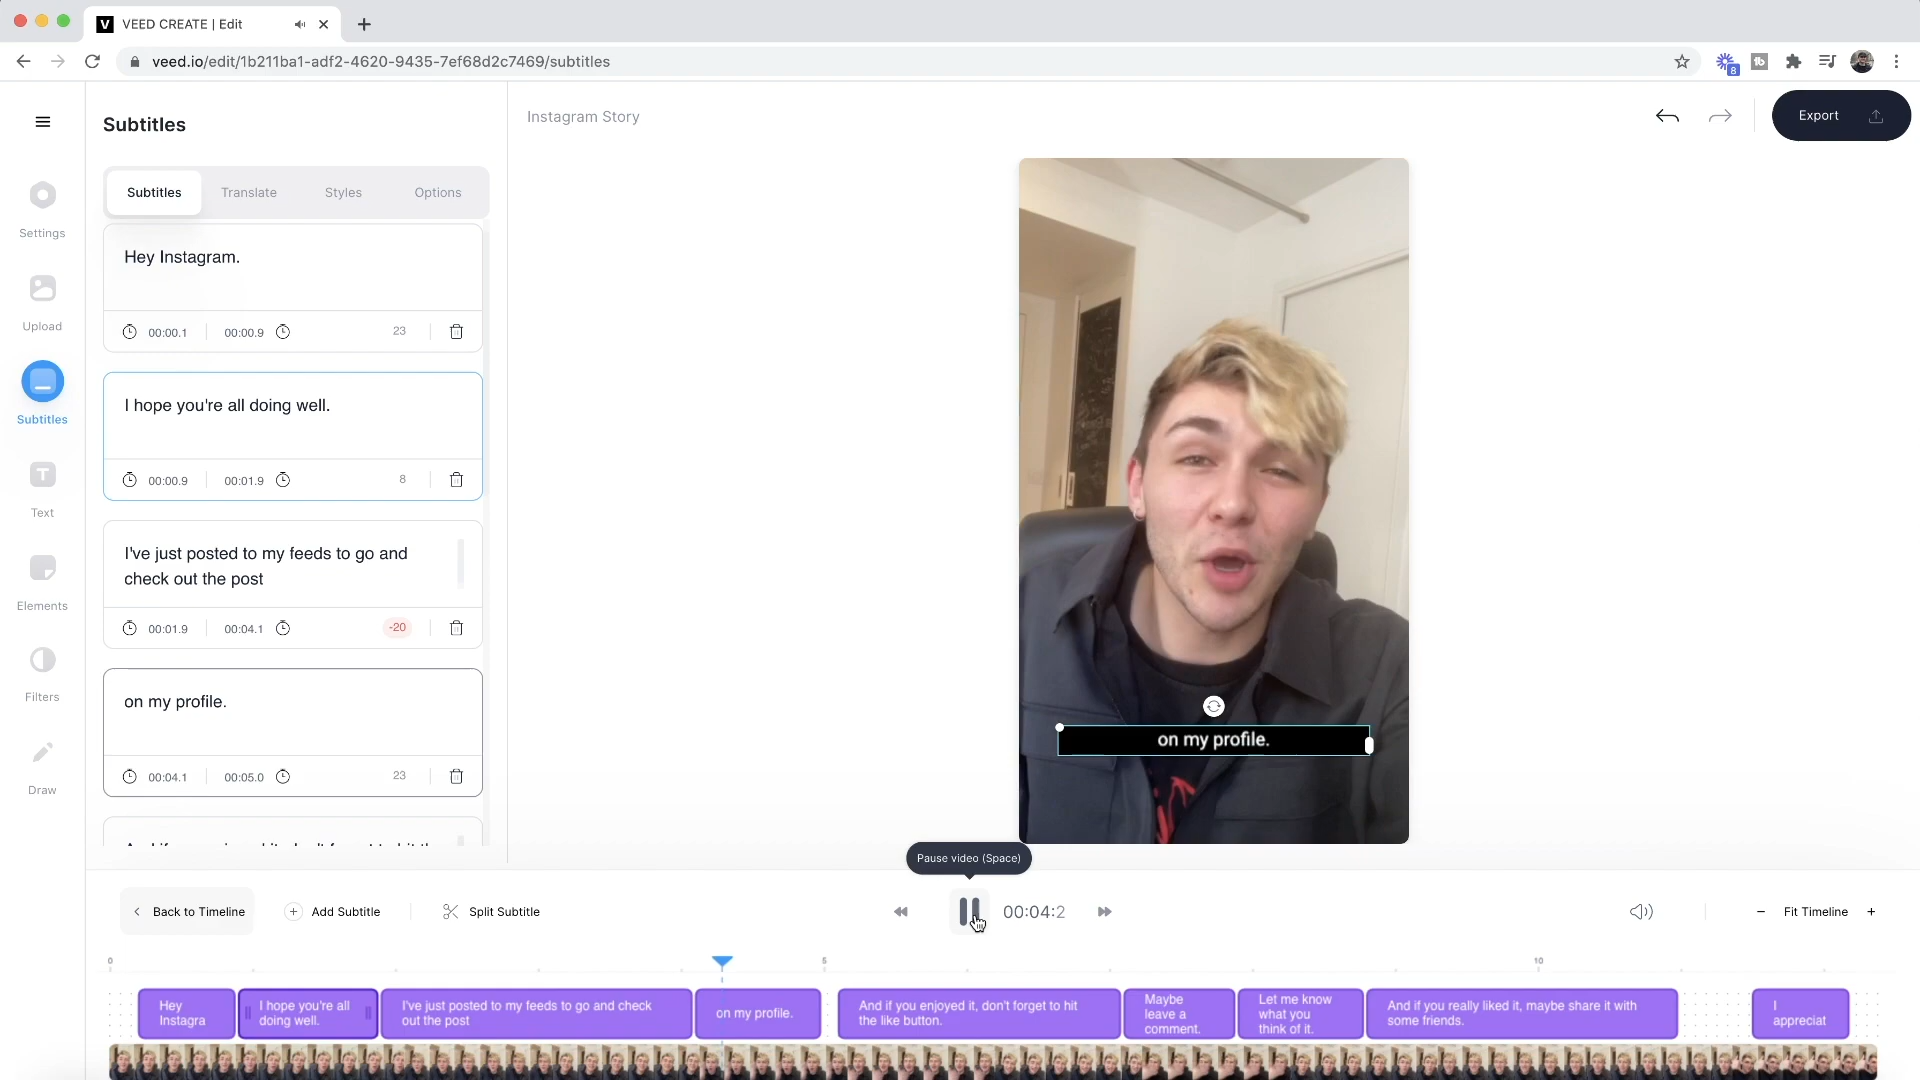 VEED CREATE | Edit
veed.io/edit/1b211ba1-adf2-4620-9435-7ef68d2c7469/subtitles
8
Subtitles
Instagram Story
Export
Subtitles
Translate
Styles
Options
Settings
Upload
Subtitles
Text
Elements
Filters
Draw
Hey Instagram.
00:00.1
00:00.9
23
I hope you're all doing well.
00:00.9
01:01.9
8
I've just posted to my feeds to go and
check out the post
00:01.9
00:04.1
-20
on my profile.
00:04.1
00:05.0
23
on my profile.
Pause video (Space)
Back to Timeline
Add Subtitle
Split Subtitle
00:04:2
Fit Timeline
0
5
10
Hey
Instagra
I hope you're all
doing well.
I've just posted to my feeds to go and check
out the post
on my profile.
And if you enjoyed it, don't forget to hit
the like button.
Maybe
leave a
comment.
Let me know
what you
think of it.
And if you really liked it, maybe share it with
some friends.
I
appreciat